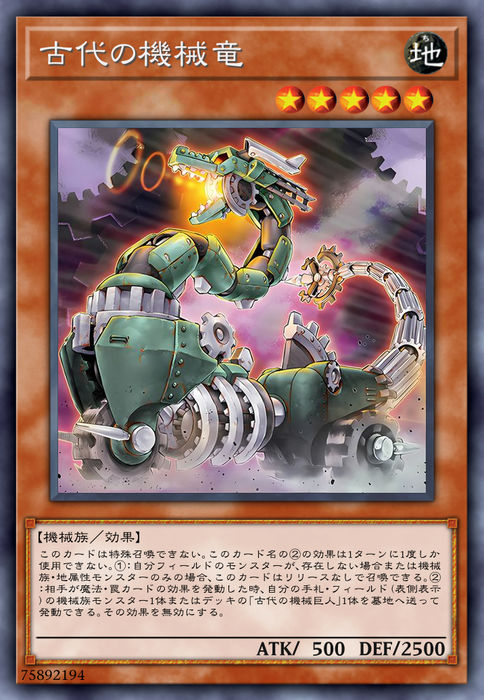 古代の機械竜
ち
地
【機械族/効果】
このカードは特殊召喚できない。このカード名の②の効果は1ターンに1度しか
使用できない。①:自分フィールドのモンスターが、存在しない場合または機械
族・地属性モンスターのみの場合、このカードはリリースなしで召喚できる。②
:相手が魔法・罠カードの効果を発動した時、自分の手札・フィールド(表側表示
)の機械族モンスター1体またはデッキの「古代の機械巨人」1体を墓地へ送って
発動できる。その効果を無効にする。
ATK/ 500 DEF/2500
75892194